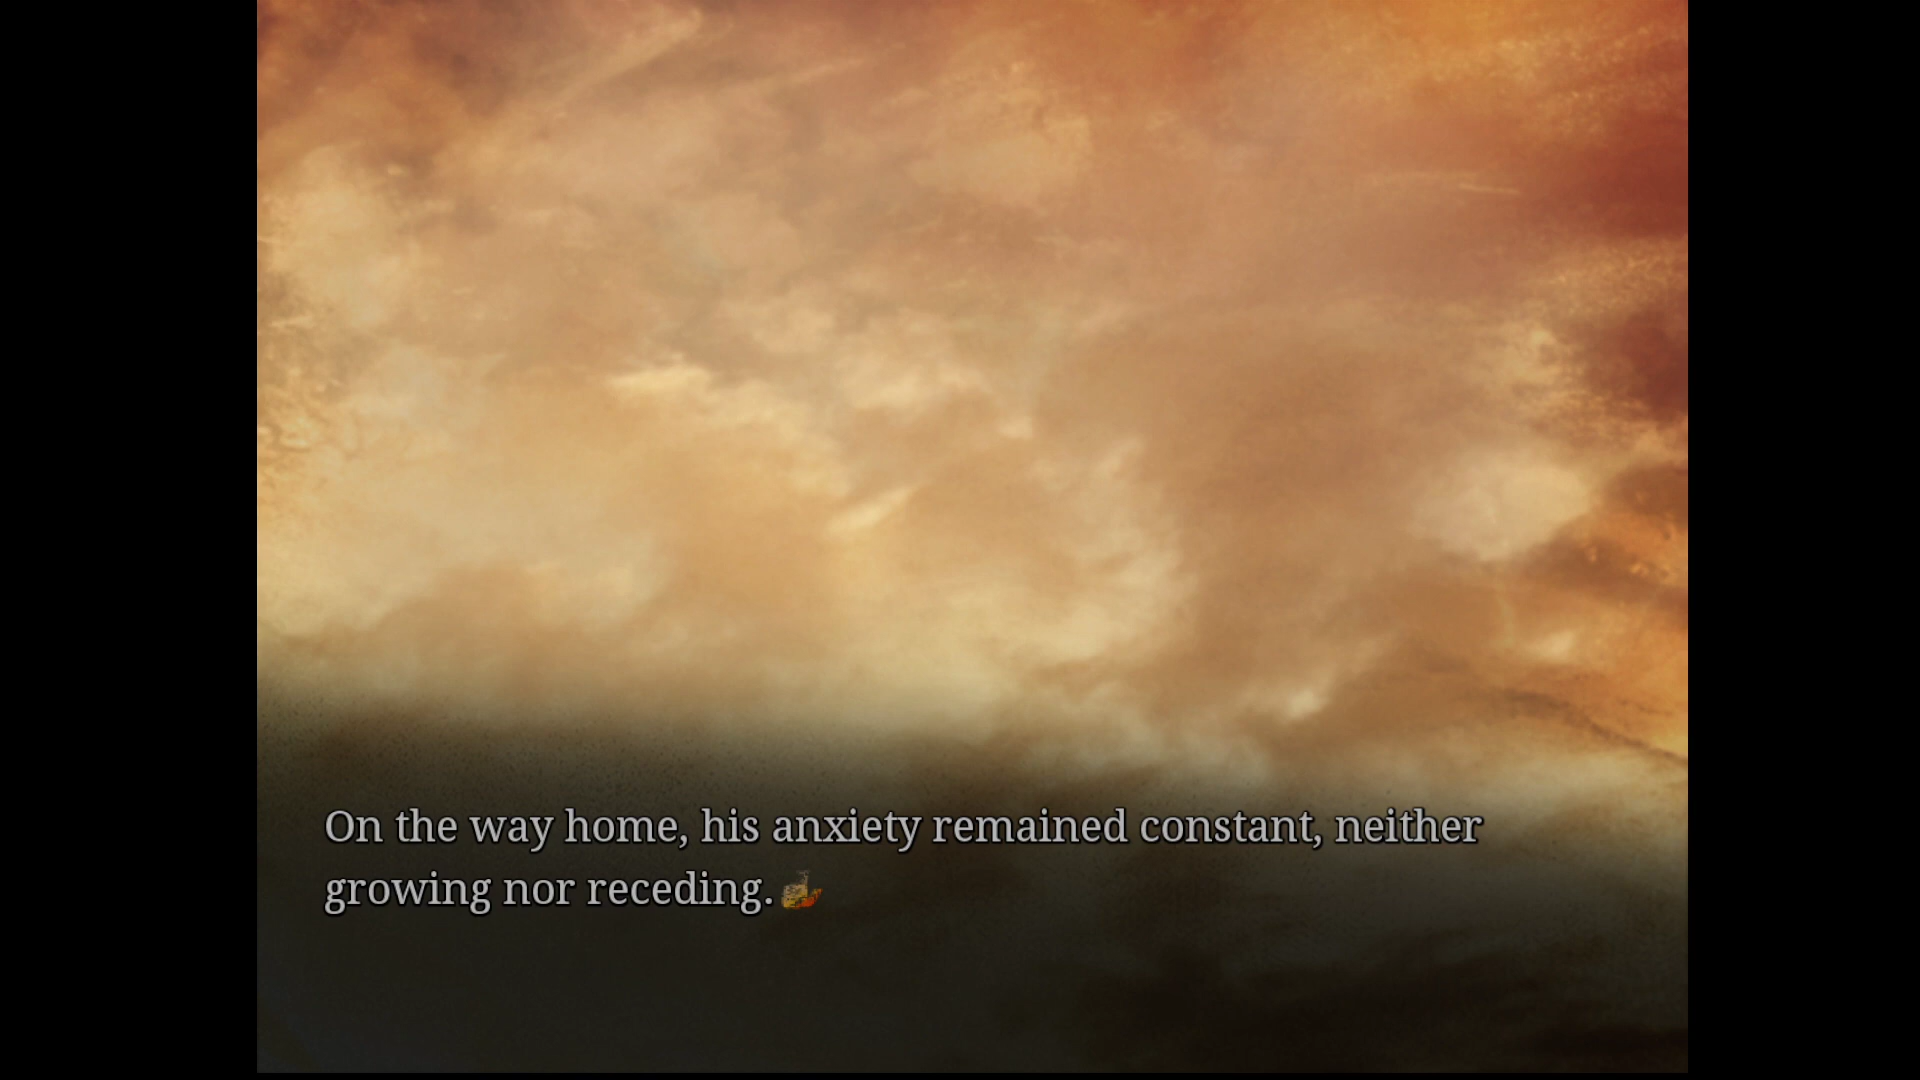 On the way home, his anxiety remained constant, neither
growing nor receding.